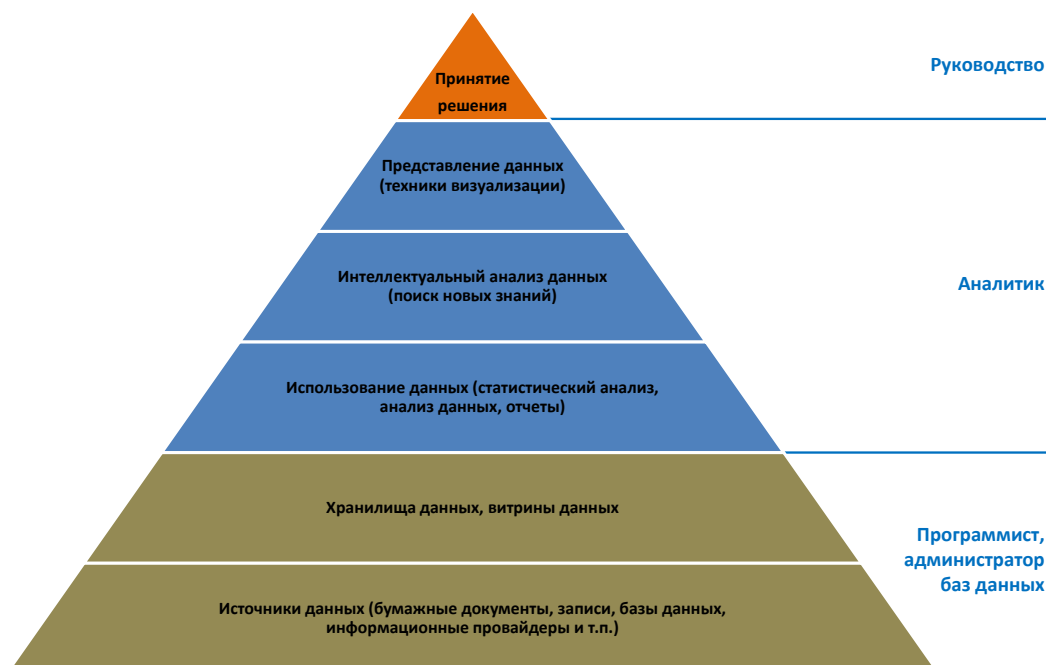 Принятие
решения
Руководство
Представление данных
(техники визуализации)
Интеллектуальный анализ данных
(поиск новых знаний)
Аналитик
Использование данных (статистический анализ,
анализ данных, отчеты)
Хранилища данных, витрины данных
Программист,
администратор
баз данных
Источники данных (бумажные документы, записи, базы данных,
информационные провайдеры и т.п.)